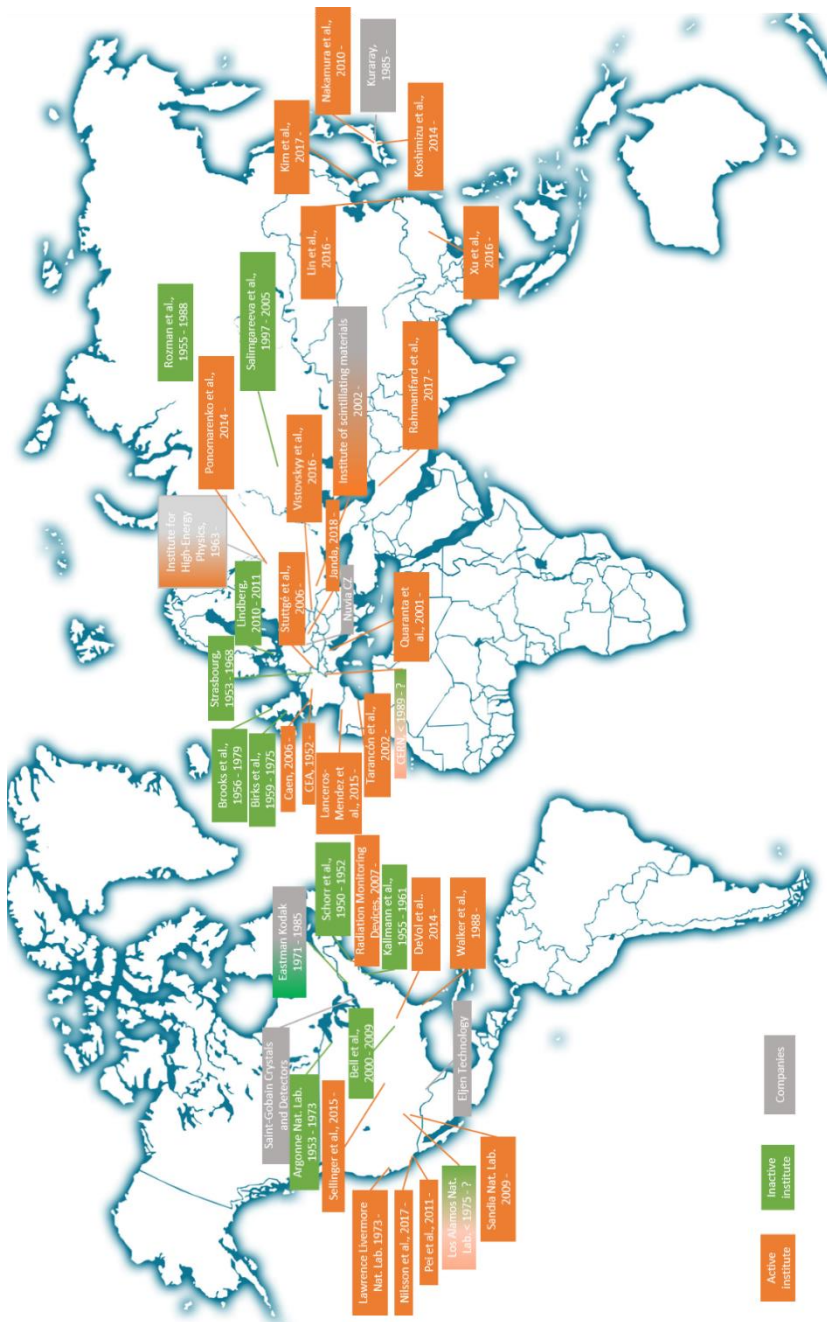 Saint-Gobain Crystals
and Detectors
Eastman Kodak
1971 - 1985
Argonne Nat. Lab.
1953 - 1973
Schorr et al.,
1950 - 1952
Sellinger et al., 2015 -
Bell et al.,
2000 - 2009
Radiation Monitoring
Devices, 2007 -
Kallmann et al.,
1955 - 1961
Lawrence Livermore
Nat. Lab. 1973 -
Nilsson et al., 2017 -
Pei et al., 2011 -
DeVol et al..
2014 -
Los Alamos Nat.
Lab. < 1975 - ?
Walker et al.,
1988 -
Eljen Technology
Sandia Nat. Lab.
2009 -
Brooks et al.,
1956 - 1979
Birks et al.,
1959 - 1975
Caen, 2006 -
CEA, 1952 -
Lanceros-
Mendez et
al., 2015 -
Tarancón et al.,
2002 -
CERN, < 1989 - ?
...
Strasbourg,
1953 - 1968
Lindberg,
2010 - 2011
Stuttgé et al.,
2006 -
Institute for
High-Energy
Physics,
1963 -
Nuvia CZ
Janda, 2018 -
Quaranta et
al., 2001 -
Ponomarenko et al.,
2014 -
Rozman et al.,
1955 - 1988
Salimgareeva et al.,
1997 - 2005
Vistovskyy et al.,
2016 -
Institute of scintillating materials
2002 -
Rahmanifard et al.,
2017 -
Kim et al.,
2017 -
Nakamura et al.,
2010 -
Kuraray,
1985 -
Lin et al.,
2016 -
Koshimizu et al.,
2014 -
Xu et al.,
2016 -
Active
institute
Inactive
institute
Companies